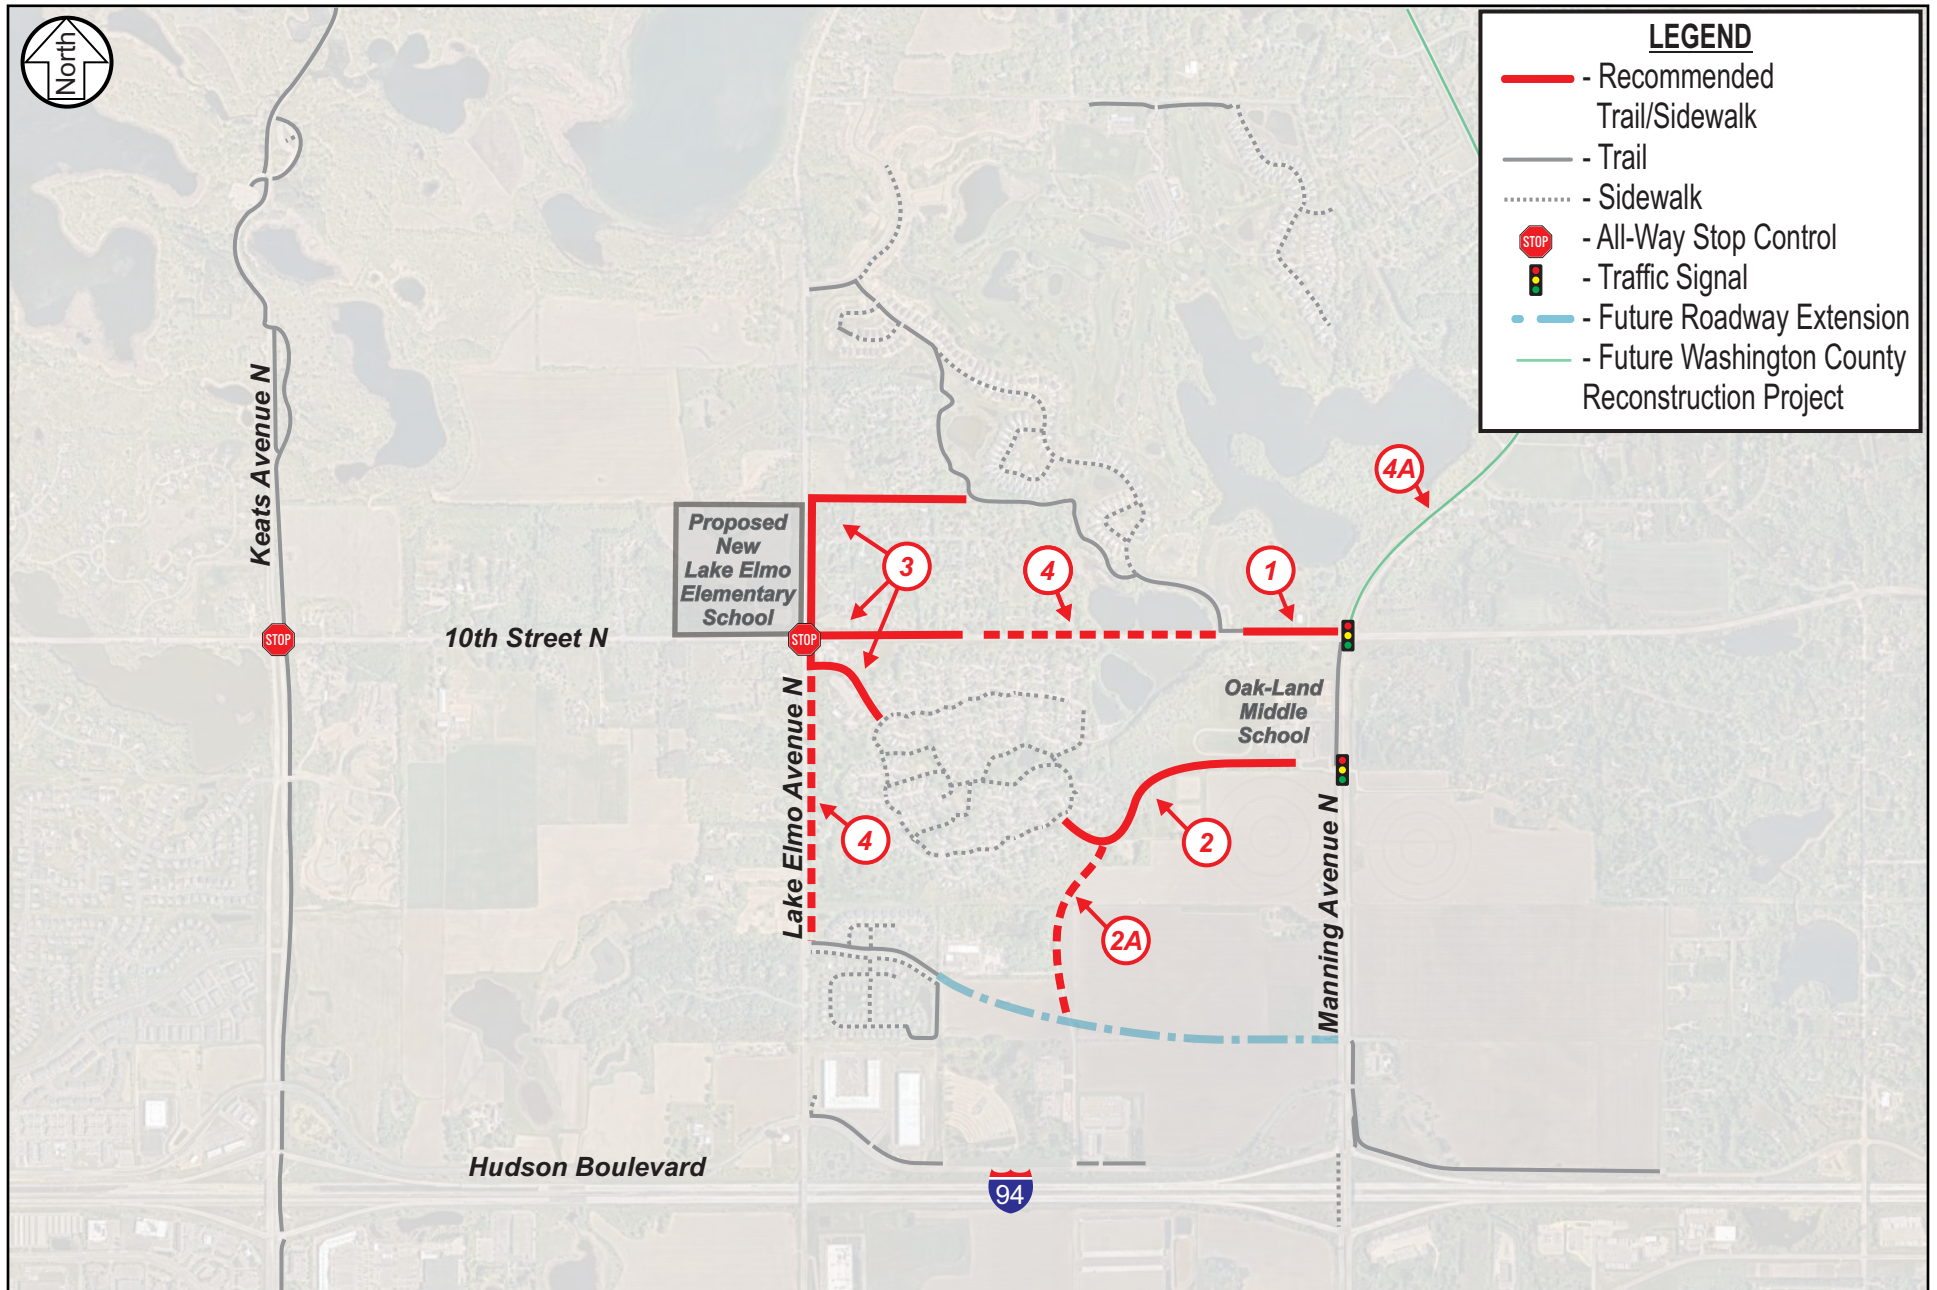 North
LEGEND
- Recommended
Trail/Sidewalk
- Trail
- Sidewalk
STOP - All-Way Stop Control
- Traffic Signal
- Future Roadway Extension
- Future Washington County
Reconstruction Project
4A
Keats Avenue N
Proposed
New
Lake Elmo
Elementary
School
3
4
1
STOP
10th Street N
STOP
Lake Elmo Avenue N
Oak-Land
Middle
School
4
2
2A
Manning Avenue N
Hudson Boulevard
94